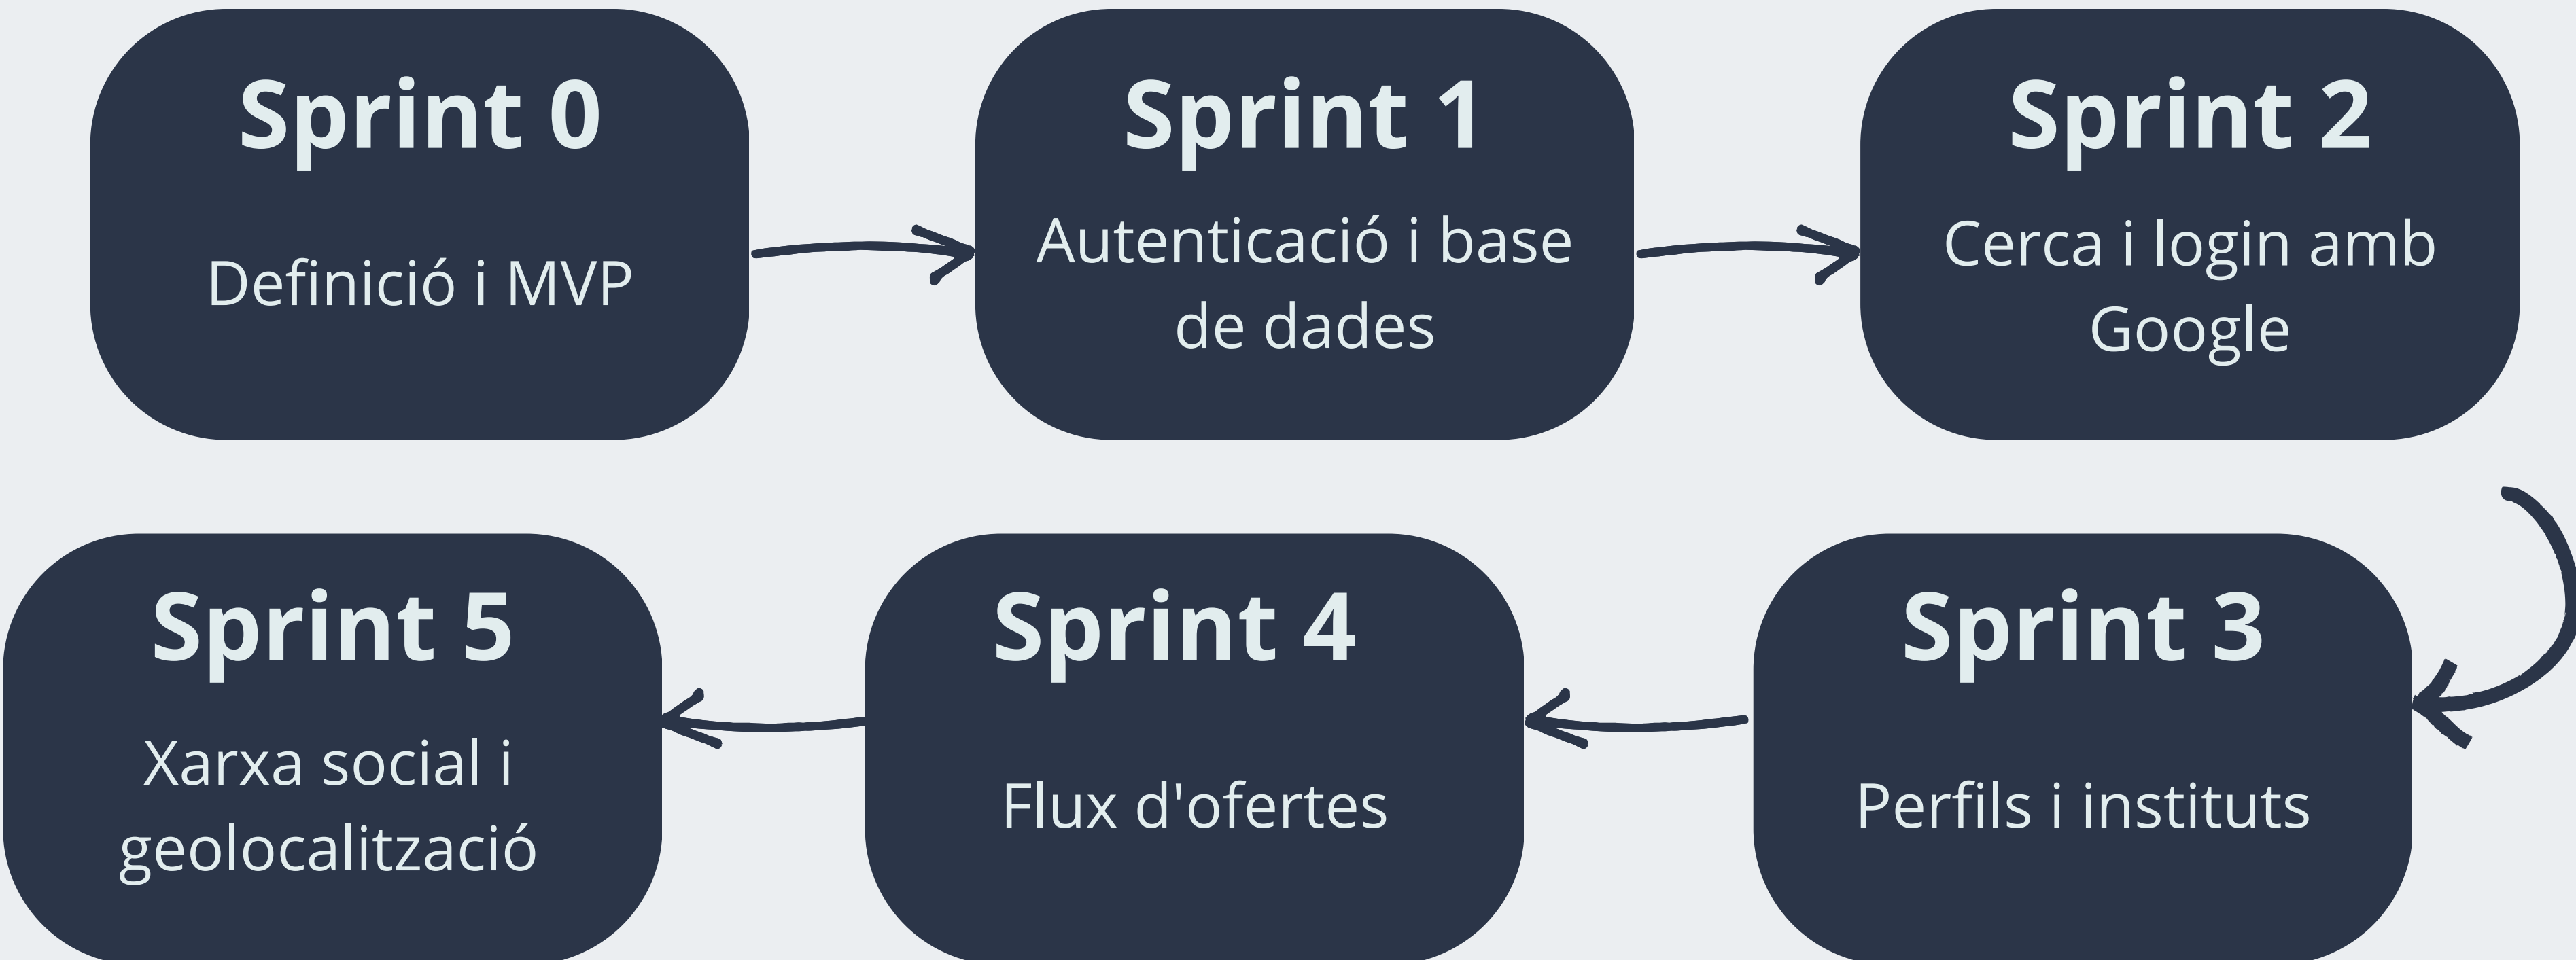 Sprint 0
Definició i MVP
Sprint 1
Autenticació i base
de dades
Sprint 2
Cerca i login amb
Google
Sprint 3
Perfils i instituts
Sprint 4
Flux d'ofertes
Sprint 5
Xarxa social i
geolocalització